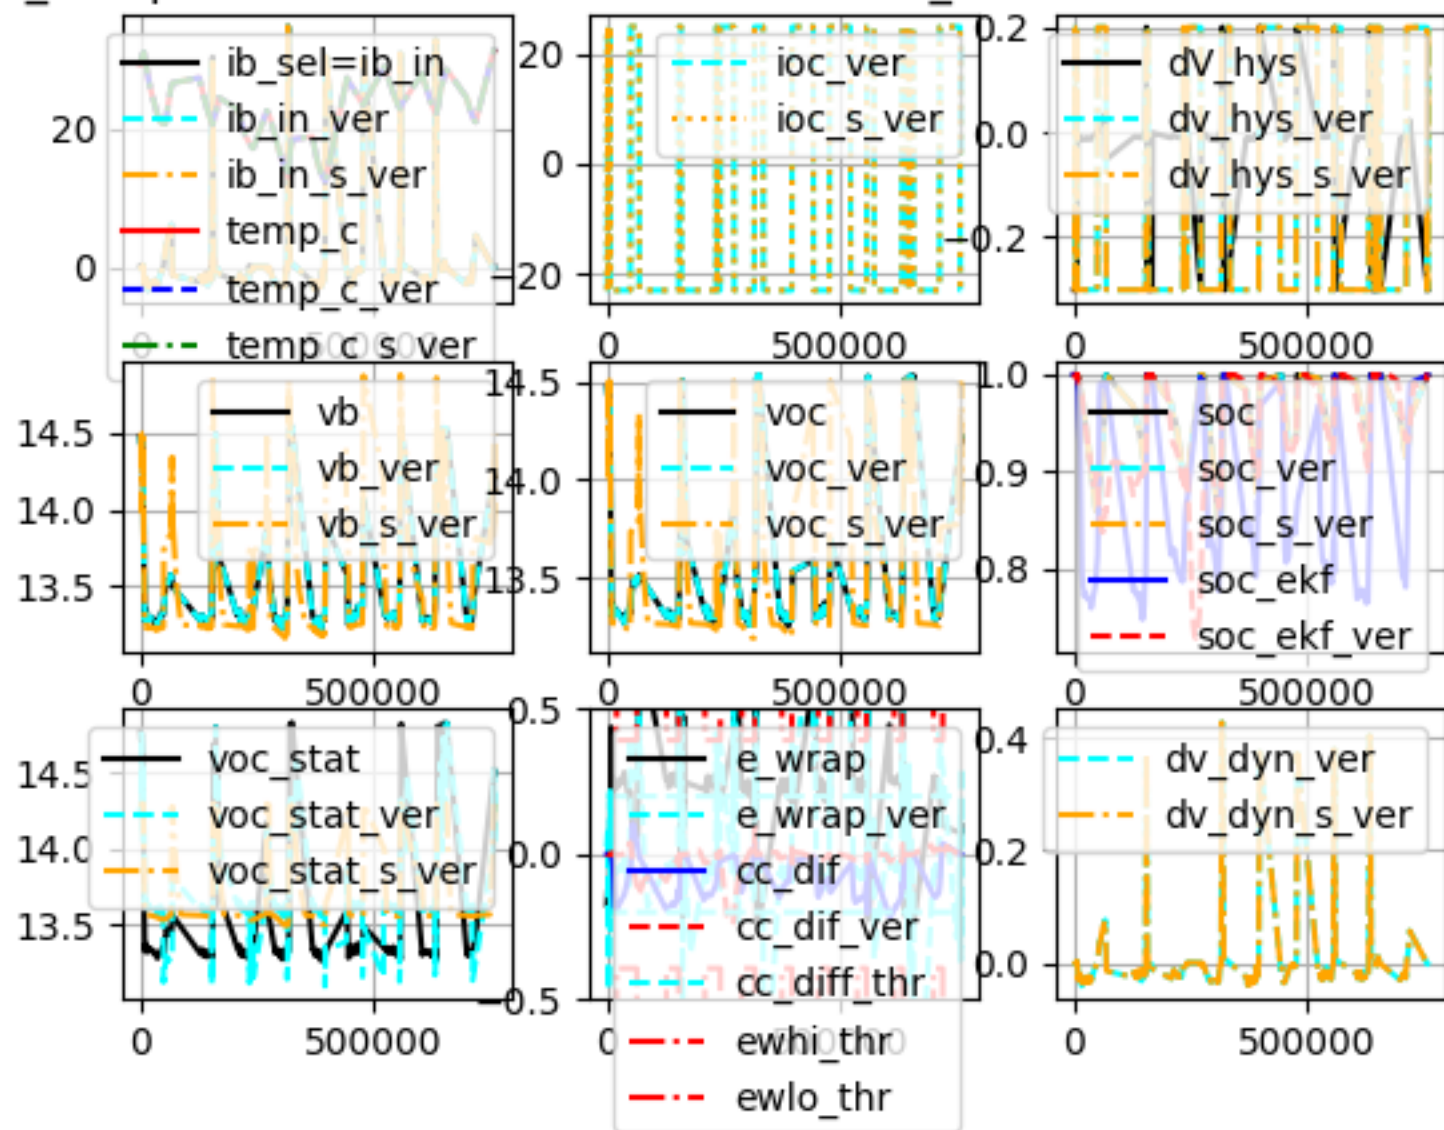 20
0
ib_sel=ib_in
ib_in_ver
ib_in_s_ver
temp_c
temp_c_ver
temp_c_s_ver
0
500000
20
0
−20
ioc_ver
ioc_s_ver
0
500000
0.2
0.0
−0.2
dV_hys
dv_hys_ver
dv_hys_s_ver
0
500000
14.5
14.0
13.5
vb
vb_ver
vb_s_ver
0
500000
14.5
14.0
13.5
voc
voc_ver
voc_s_ver
0
500000
1.0
0.9
0.8
soc
soc_ver
soc_s_ver
soc_ekf
soc_ekf_ver
0
500000
14.5
14.0
13.5
voc_stat
voc_stat_ver
voc_stat_s_ver
0
500000
0.5
0.0
−0.5
e_wrap
e_wrap_ver
cc_dif
cc_dif_ver
cc_diff_thr
ewhi_thr
ewlo_thr
0
500000
0.4
0.2
0.0
dv_dyn_ver
dv_dyn_s_ver
0
500000